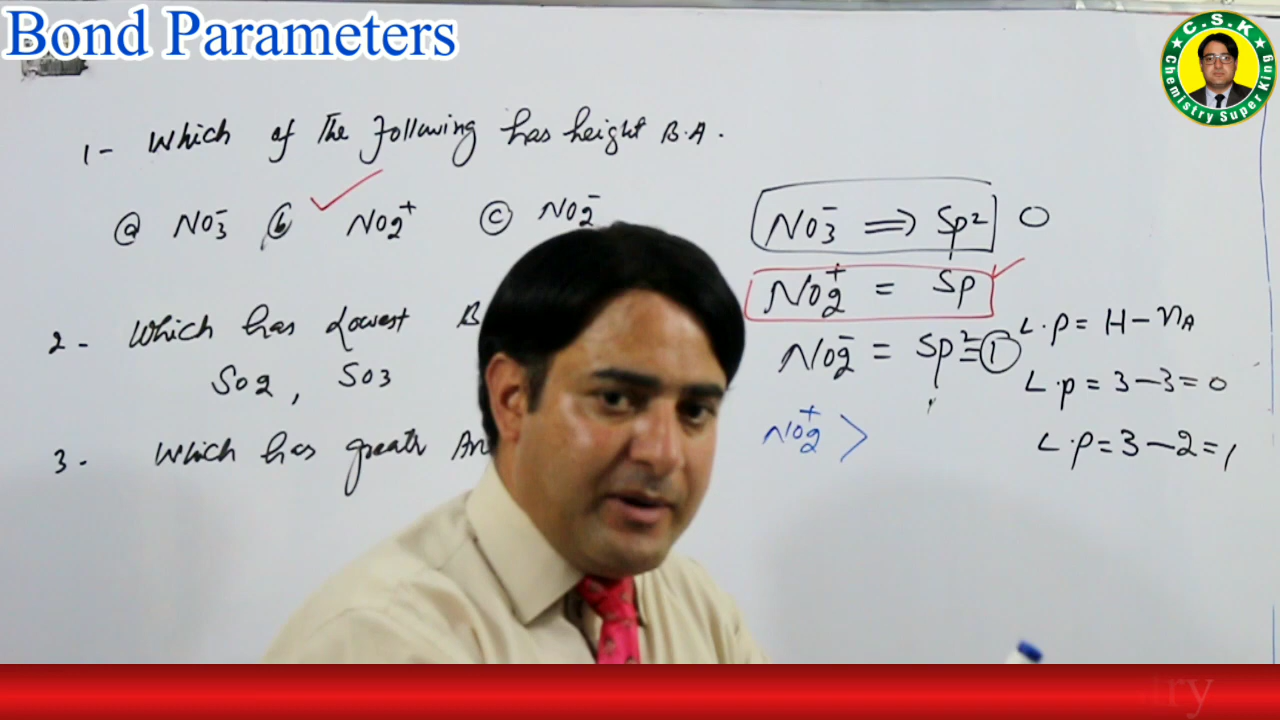 Bond Parameters
C.S.K
Chemistry Super King
1- Which of The following has height B.A.
ⓐ NO3⁻ ⓑ NO2⁺ ⓒ NO2⁻
2- Which has Lowest B
SO2, SO3
3- Which has greatr An
NO3⁻ ⇒ Sp² 0
NO2⁺ = SP
NO2⁻ = Sp² = 1
NO2⁺ >
L.p = H - nA
L.p = 3 - 3 = 0
L.p = 3 - 2 = 1